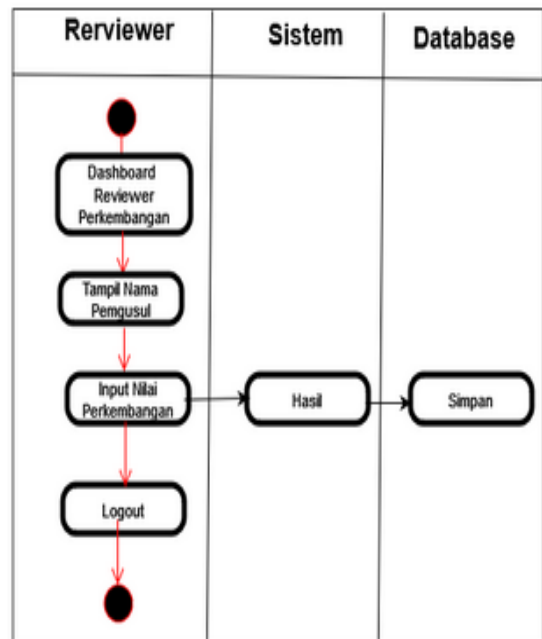 Rerviewer
Sistem
Database
Dashboard
Reviewer
Perkembangan
Tampil Nama
Pemgusul
Input Nilai
Perkembangan
Hasil
Simpan
Logout